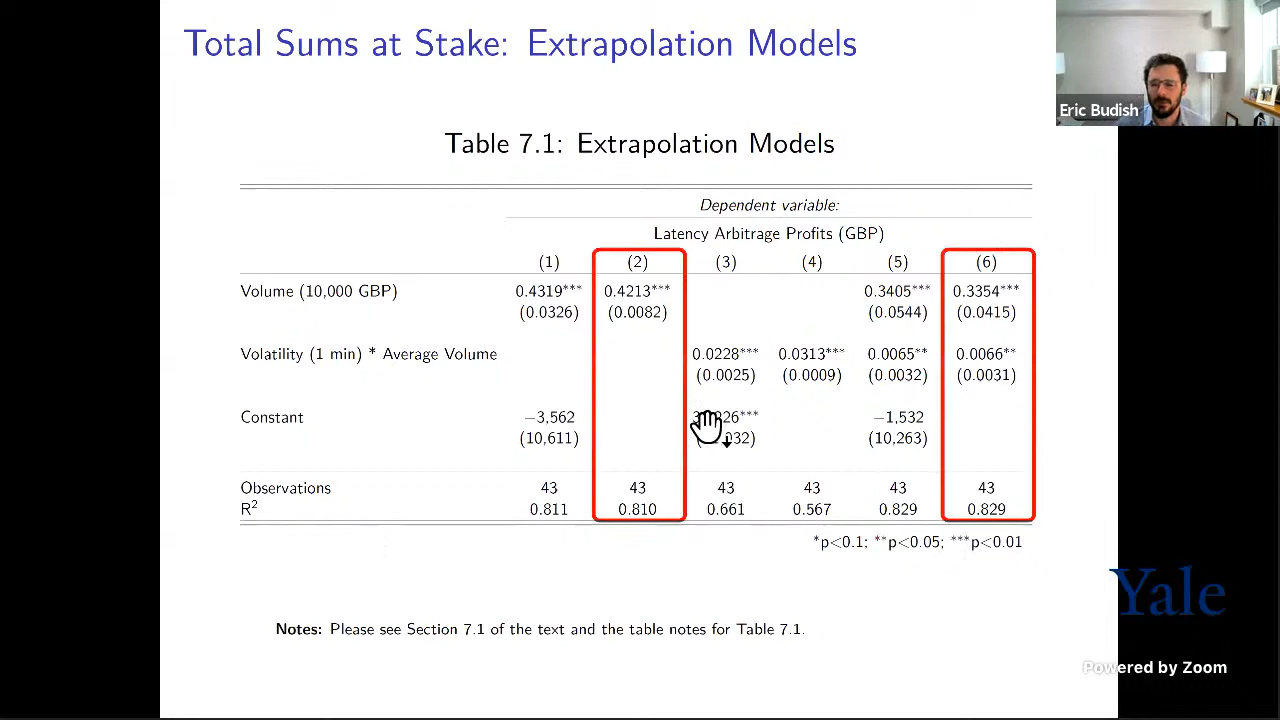 Total Sums at Stake: Extrapolation Models
Eric Budish
Table 7.1: Extrapolation Models
Dependent variable:
Latency Arbitrage Profits (GBP)
(1) (2) (3) (4) (5) (6)
Volume (10,000 GBP) 0.4319*** 0.4213*** 0.3405*** 0.3354***
(0.0326) (0.0082) (0.0544) (0.0415)
Volatility (1 min) * Average Volume 0.0228*** 0.0313*** 0.0065** 0.0066**
(0.0025) (0.0009) (0.0032) (0.0031)
Constant −3,562 −1,532
(10,611) (10,263)
Observations 43 43 43 43 43 43
R² 0.811 0.810 0.661 0.567 0.829 0.829
*p<0.1; **p<0.05; ***p<0.01
Notes: Please see Section 7.1 of the text and the table notes for Table 7.1.
Yale
Powered by Zoom